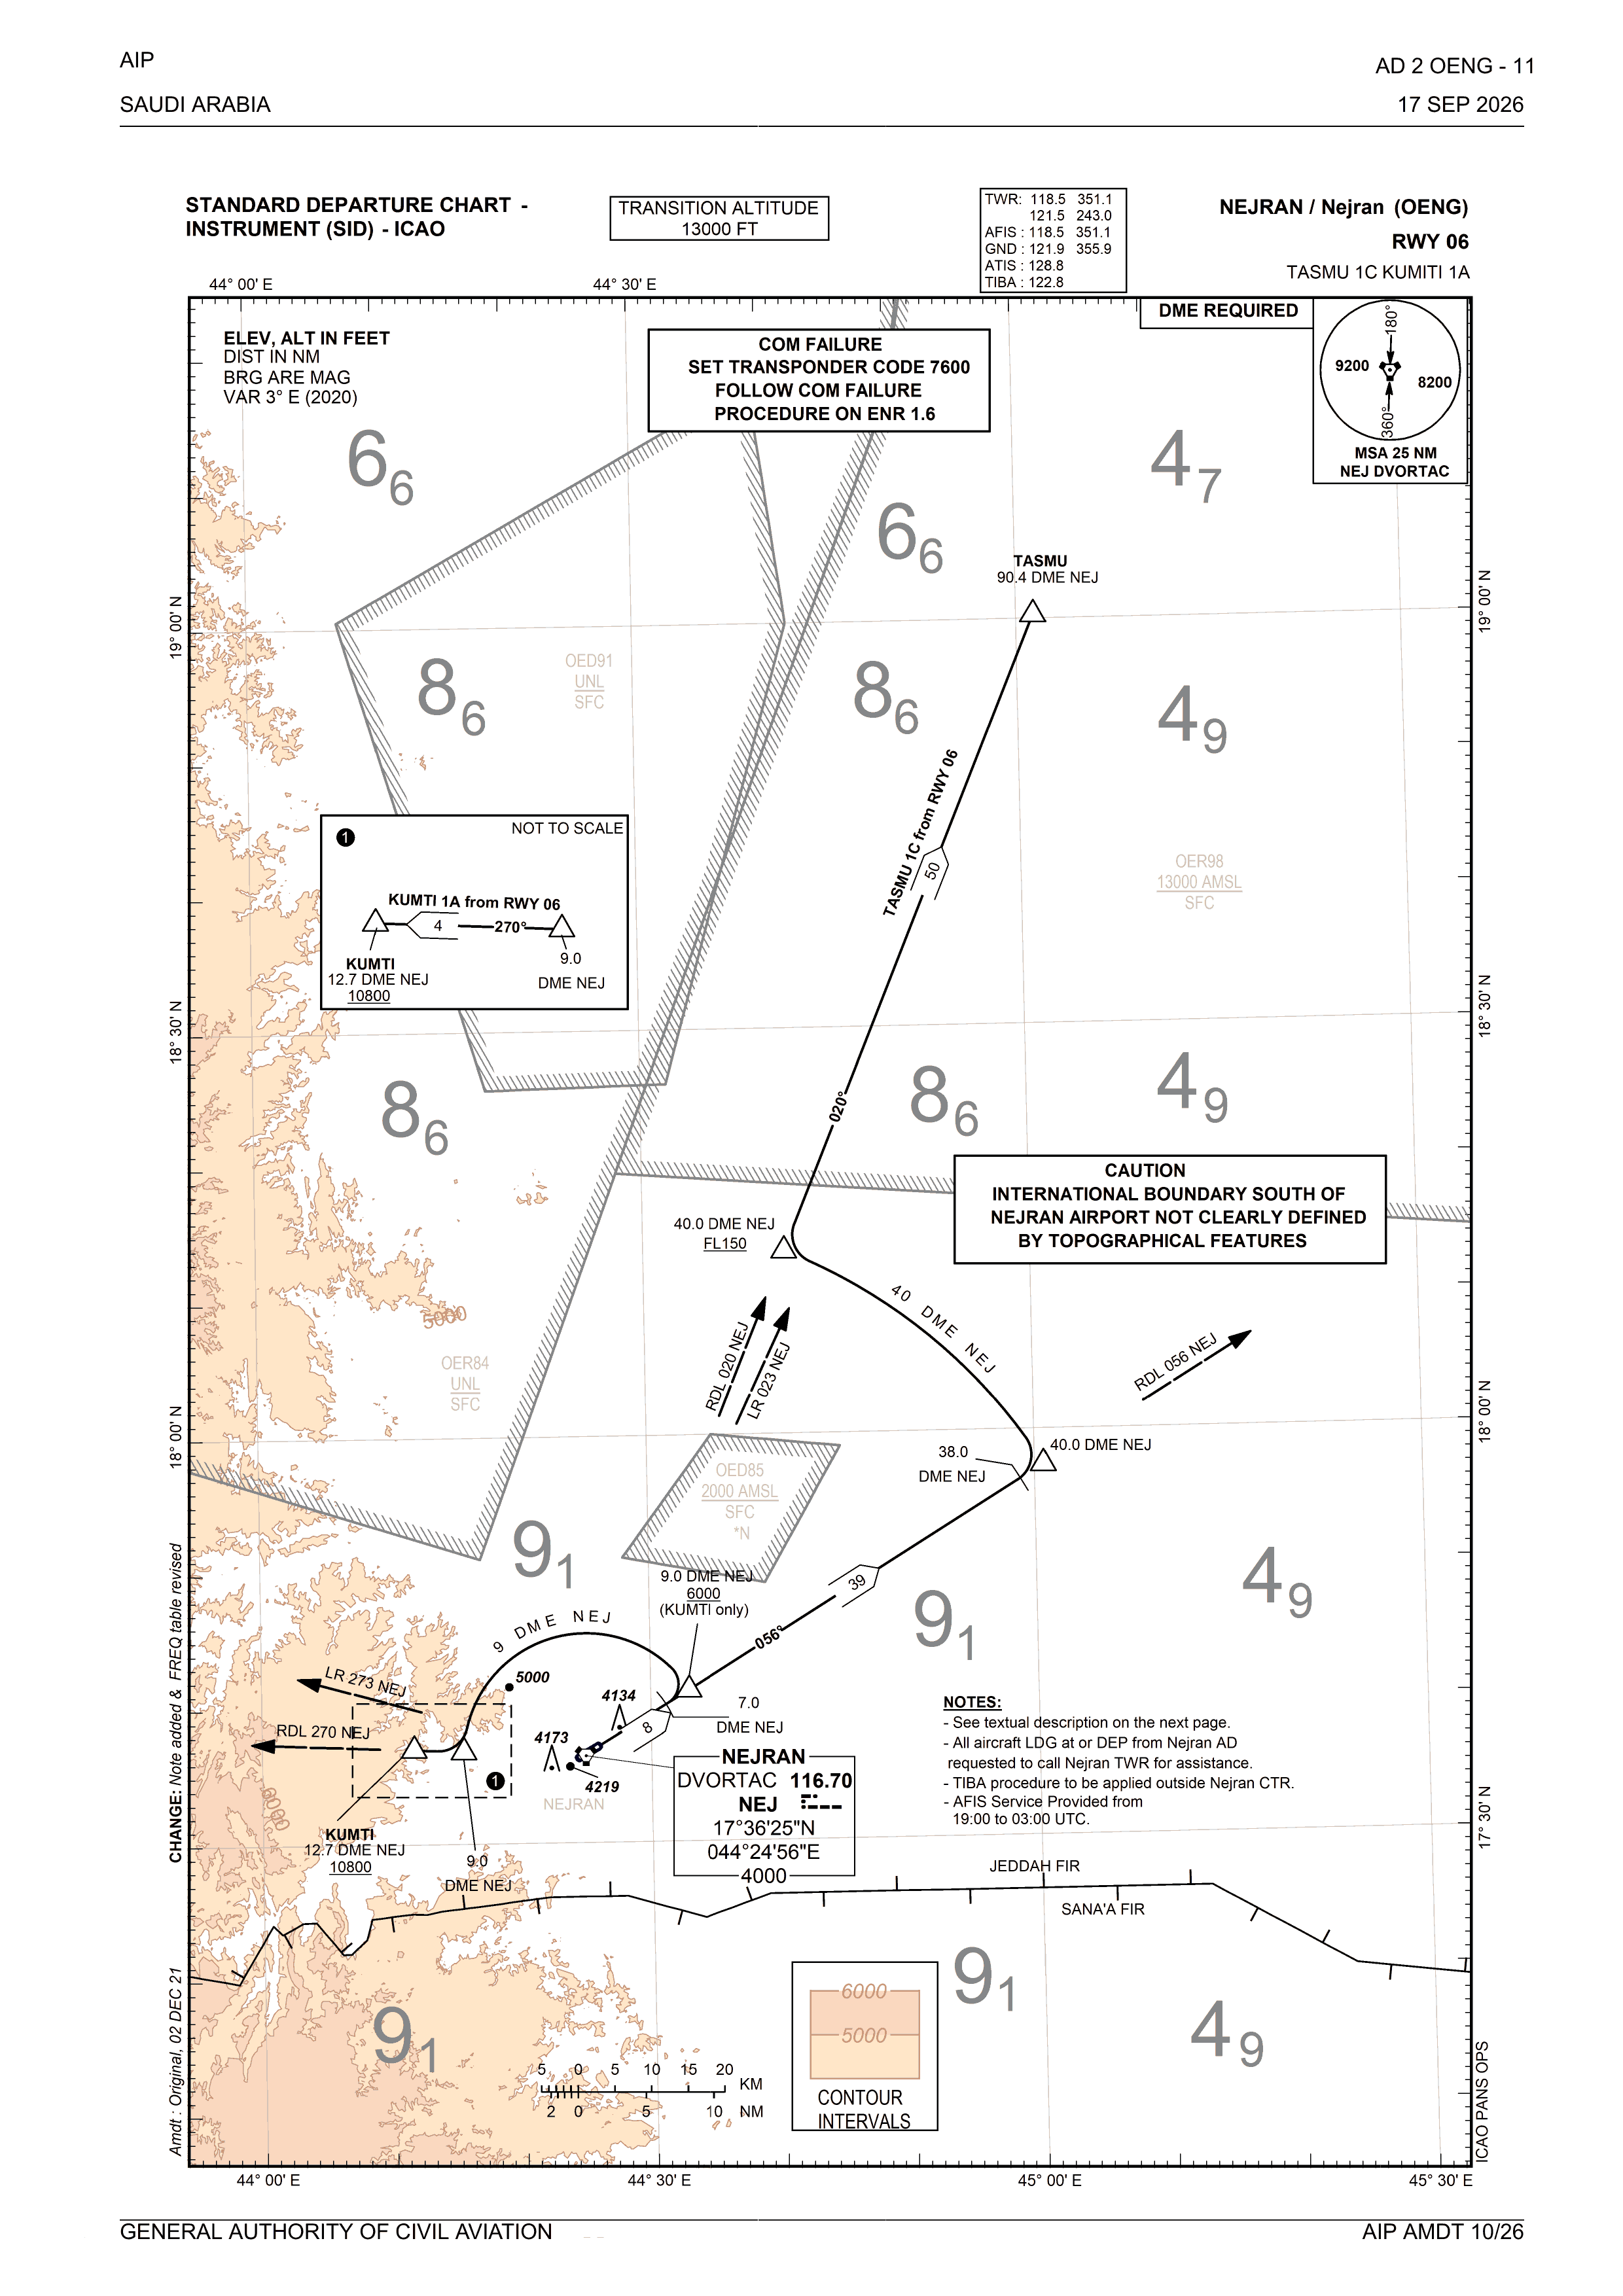 AIP
AD 2 OENG - 11
SAUDI ARABIA
17 SEP 2026
STANDARD DEPARTURE CHART -
INSTRUMENT (SID) - ICAO
TRANSITION ALTITUDE
13000 FT
TWR: 118.5 351.1
121.5 243.0
AFIS : 118.5 351.1
GND : 121.9 355.9
ATIS : 128.8
TIBA : 122.8
NEJRAN / Nejran (OENG)
RWY 06
TASMU 1C KUMITI 1A
44° 00' E
44° 30' E
ELEV, ALT IN FEET
DIST IN NM
BRG ARE MAG
VAR 3° E (2020)
COM FAILURE
SET TRANSPONDER CODE 7600
FOLLOW COM FAILURE
PROCEDURE ON ENR 1.6
DME REQUIRED
180°
9200
8200
360°
MSA 25 NM
NEJ DVORTAC
66
47
66
TASMU
90.4 DME NEJ
19° 00' N
19° 00' N
OED91
UNL
SFC
86
86
49
TASMU 1C from RWY 06
50
OER98
13000 AMSL
SFC
1
NOT TO SCALE
KUMTI 1A from RWY 06
4
270°
KUMTI
12.7 DME NEJ
10800
9.0
DME NEJ
18° 30' N
18° 30' N
020°
86
86
49
CAUTION
INTERNATIONAL BOUNDARY SOUTH OF
NEJRAN AIRPORT NOT CLEARLY DEFINED
BY TOPOGRAPHICAL FEATURES
40.0 DME NEJ
FL150
40 DME NEJ
5000
RDL 020 NEJ
LR 023 NEJ
RDL 056 NEJ
OER84
UNL
SFC
18° 00' N
18° 00' N
38.0
DME NEJ
40.0 DME NEJ
OED85
2000 AMSL
SFC
*N
91
9.0 DME NEJ
6000
(KUMTI only)
39
91
49
056°
9 DME NEJ
LR 273 NEJ
5000
4134
8
7.0
DME NEJ
RDL 270 NEJ
4173
4219
1
NEJRAN
NEJRAN
DVORTAC 116.70
NEJ
17°36'25"N
044°24'56"E
4000
NOTES:
- See textual description on the next page.
- All aircraft LDG at or DEP from Nejran AD
requested to call Nejran TWR for assistance.
- TIBA procedure to be applied outside Nejran CTR.
- AFIS Service Provided from
19:00 to 03:00 UTC.
6000
KUMTI
12.7 DME NEJ
10800
9.0
DME NEJ
17° 30' N
JEDDAH FIR
SANA'A FIR
CHANGE: Note added & FREQ table revised
Amdt : Original, 02 DEC 21
91
91
49
6000
5000
CONTOUR
INTERVALS
5 0 5 10 15 20
KM
2 0 5 10 NM
ICAO PANS OPS
44° 00' E
44° 30' E
45° 00' E
45° 30' E
GENERAL AUTHORITY OF CIVIL AVIATION
AIP AMDT 10/26